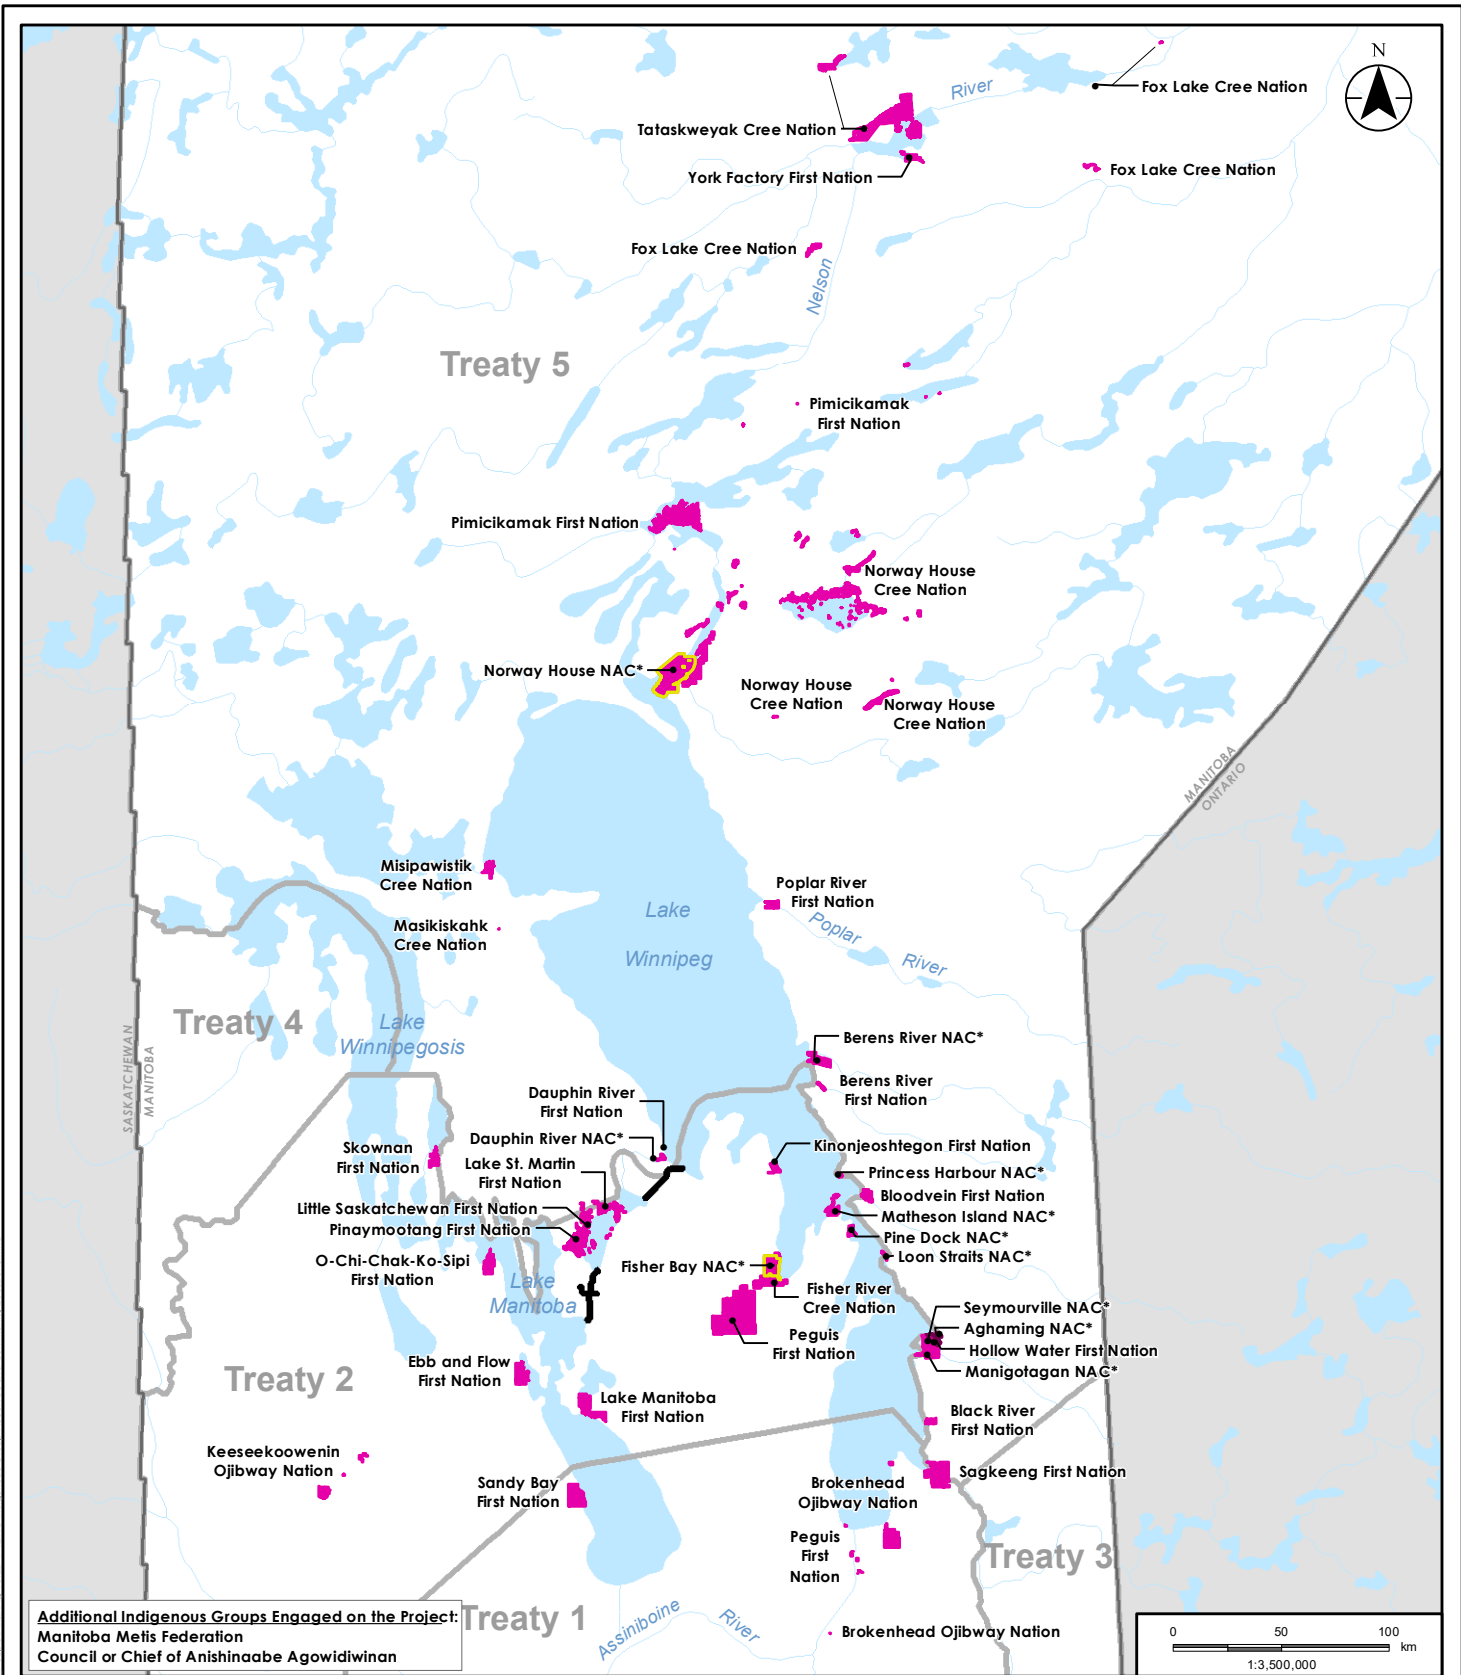 N
River
Fox Lake Cree Nation
Tataskweyak Cree Nation
York Factory First Nation
Fox Lake Cree Nation
Fox Lake Cree Nation
Nelson
Treaty 5
Pimicikamak
First Nation
Pimicikamak First Nation
Norway House
Cree Nation
Norway House NAC*
Norway House
Cree Nation
Norway House
Cree Nation
MANITOBA
ONTARIO
Misipawistik
Cree Nation
Poplar River
First Nation
Lake
Winnipeg
Masikiskahk
Cree Nation
Poplar
River
Treaty 4
Lake
Winnipegosis
SASKATCHEWAN
MANITOBA
Berens River NAC*
Berens River
First Nation
Dauphin River
First Nation
Dauphin River NAC*
Skownan
First Nation
Lake St. Martin
First Nation
Kinonjeoshtegon First Nation
Princess Harbour NAC*
Bloodvein First Nation
Little Saskatchewan First Nation
Matheson Island NAC*
Pinaymootang First Nation
Pine Dock NAC*
Loon Straits NAC*
O-Chi-Chak-Ko-Sipi
First Nation
Fisher Bay NAC*
Lake
Manitoba
Fisher River
Cree Nation
Seymourville NAC*
Aghaming NAC*
Hollow Water First Nation
Manigotagan NAC*
Peguis
First Nation
Treaty 2
Ebb and Flow
First Nation
Lake Manitoba
First Nation
Black River
First Nation
Keeseekoowenin
Ojibway Nation
Sandy Bay
First Nation
Sagkeeng First Nation
Brokenhead
Ojibway Nation
Peguis
First
Nation
Treaty 3
Treaty 1
Assiniboine
River
Brokenhead Ojibway Nation
Additional Indigenous Groups Engaged on the Project:
Manitoba Metis Federation
Council or Chief of Anishinaabe Agowidiwinan
0 50 100
km
1:3,500,000